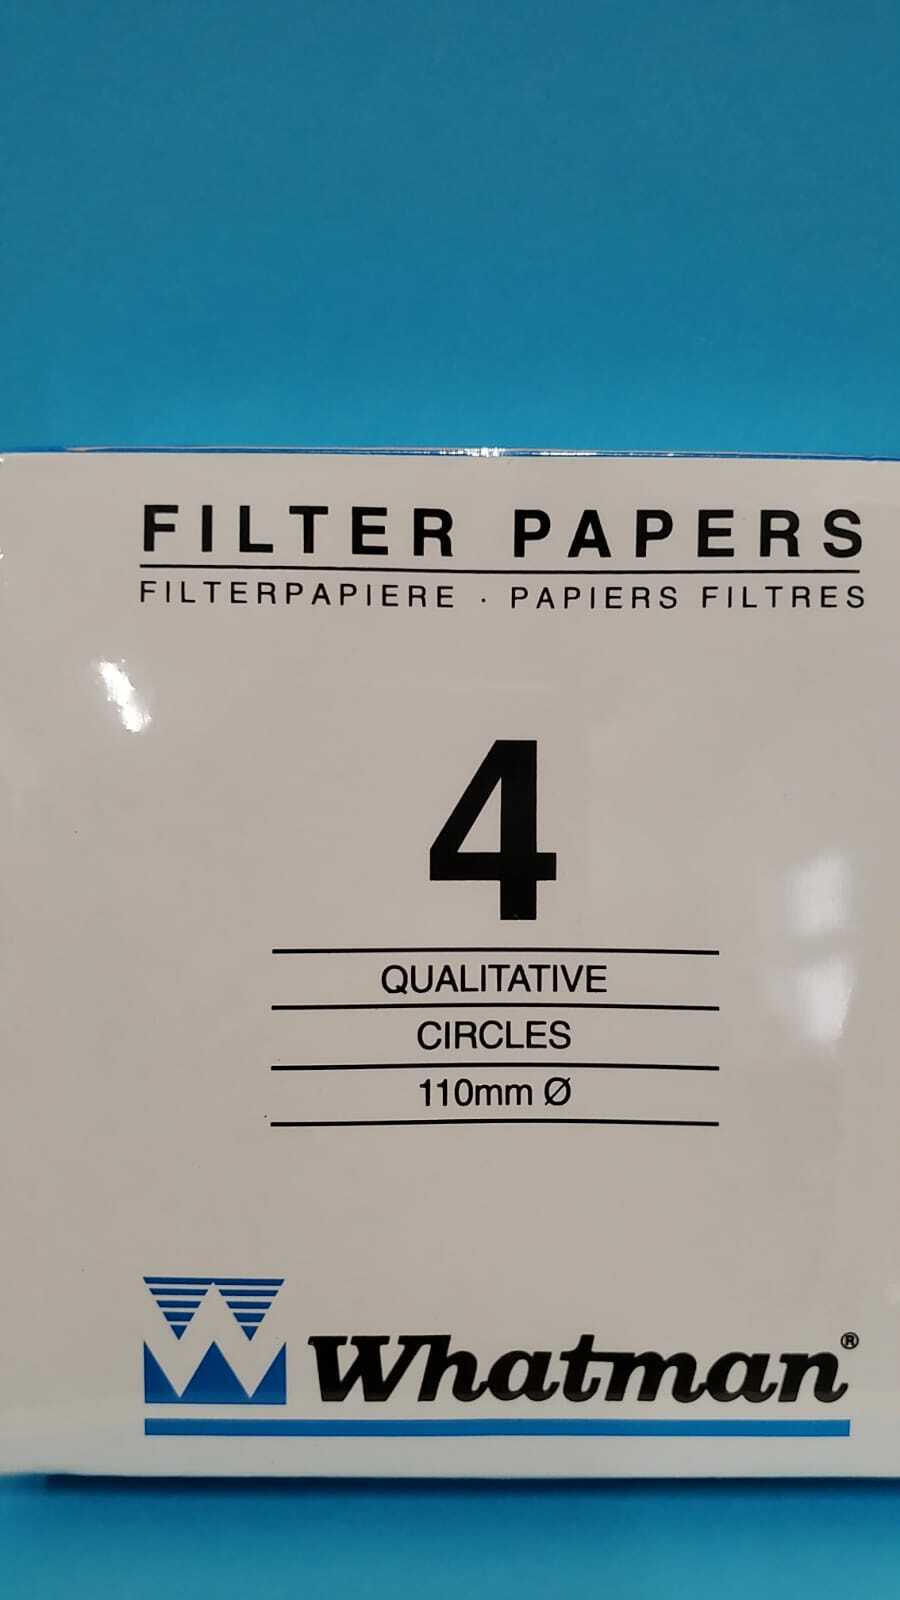 FILTER PAPERS
FILTERPAPIERE · PAPIERS FILTRES
4
QUALITATIVE
CIRCLES
110mm Ø
Whatman®